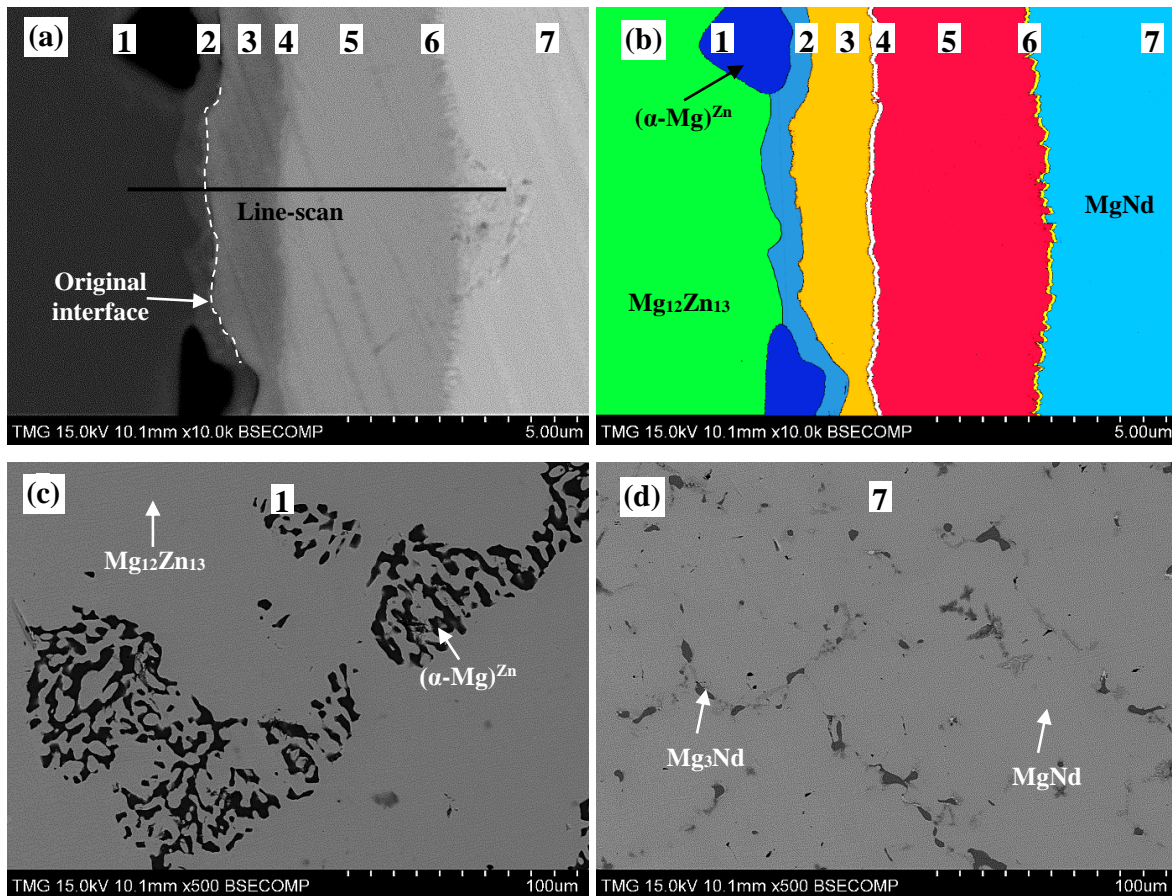 (a) 1 2 3 4 5 6 7
Line-scan
Original
interface
TMG 15.0kV 10.1mm x10.0k BSECOMP 5.00um
(b) 1 2 3 4 5 6 7
(α-Mg)ᶻⁿ
MgNd
Mg₁₂Zn₁₃
TMG 15.0kV 10.1mm x10.0k BSECOMP 5.00um
(c) 1
Mg₁₂Zn₁₃
(α-Mg)ᶻⁿ
TMG 15.0kV 10.1mm x500 BSECOMP 100um
(d) 7
Mg₃Nd
MgNd
TMG 15.0kV 10.1mm x500 BSECOMP 100um